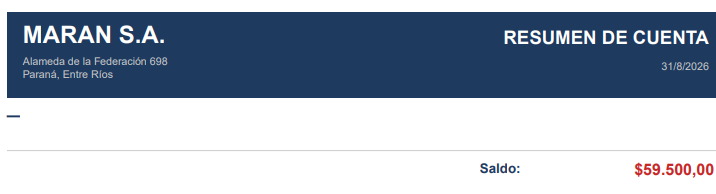 MARAN S.A.
Alameda de la Federación 698
Paraná, Entre Ríos
RESUMEN DE CUENTA
31/8/2026
—
Saldo: $59.500,00